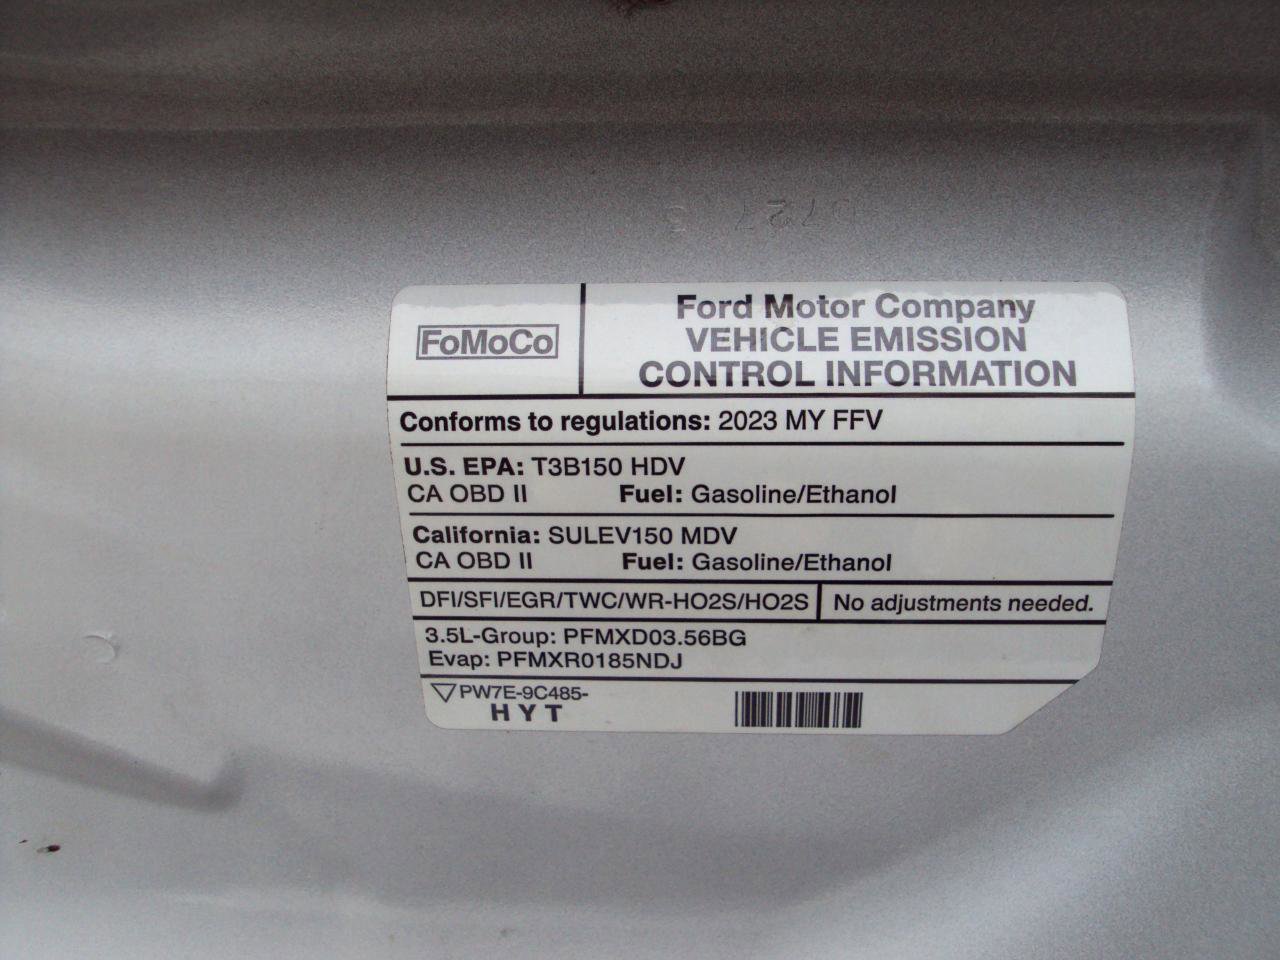 FoMoCo
Ford Motor Company
VEHICLE EMISSION
CONTROL INFORMATION
Conforms to regulations: 2023 MY FFV
U.S. EPA: T3B150 HDV
CA OBD II Fuel: Gasoline/Ethanol
California: SULEV150 MDV
CA OBD II Fuel: Gasoline/Ethanol
DFI/SFI/EGR/TWC/WR-HO2S/HO2S No adjustments needed.
3.5L-Group: PFMXD03.56BG
Evap: PFMXR0185NDJ
PW7E-9C485-
HYT